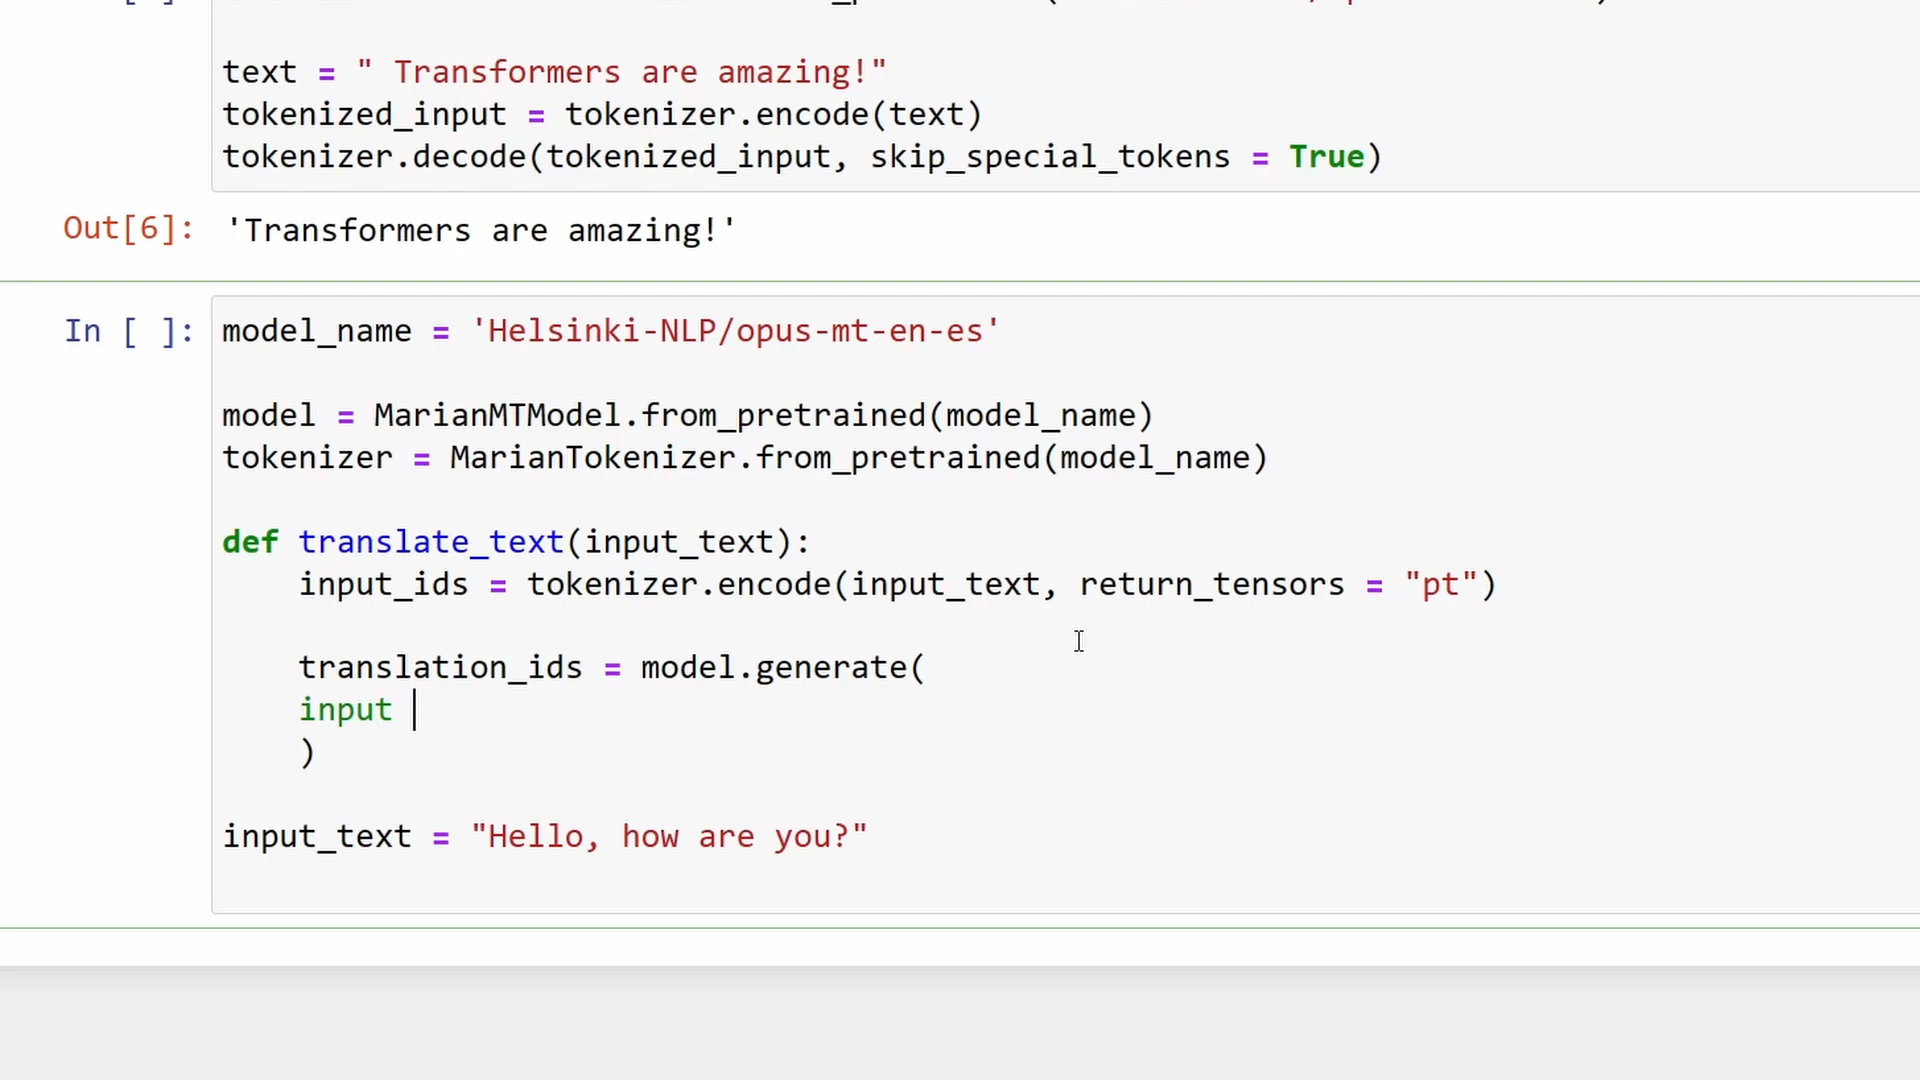 text = " Transformers are amazing!"
tokenized_input = tokenizer.encode(text)
tokenizer.decode(tokenized_input, skip_special_tokens = True)
Out[6]: 'Transformers are amazing!'
In [ ]: model_name = 'Helsinki-NLP/opus-mt-en-es'
model = MarianMTModel.from_pretrained(model_name)
tokenizer = MarianTokenizer.from_pretrained(model_name)
def translate_text(input_text):
input_ids = tokenizer.encode(input_text, return_tensors = "pt")
translation_ids = model.generate(
input
)
input_text = "Hello, how are you?"